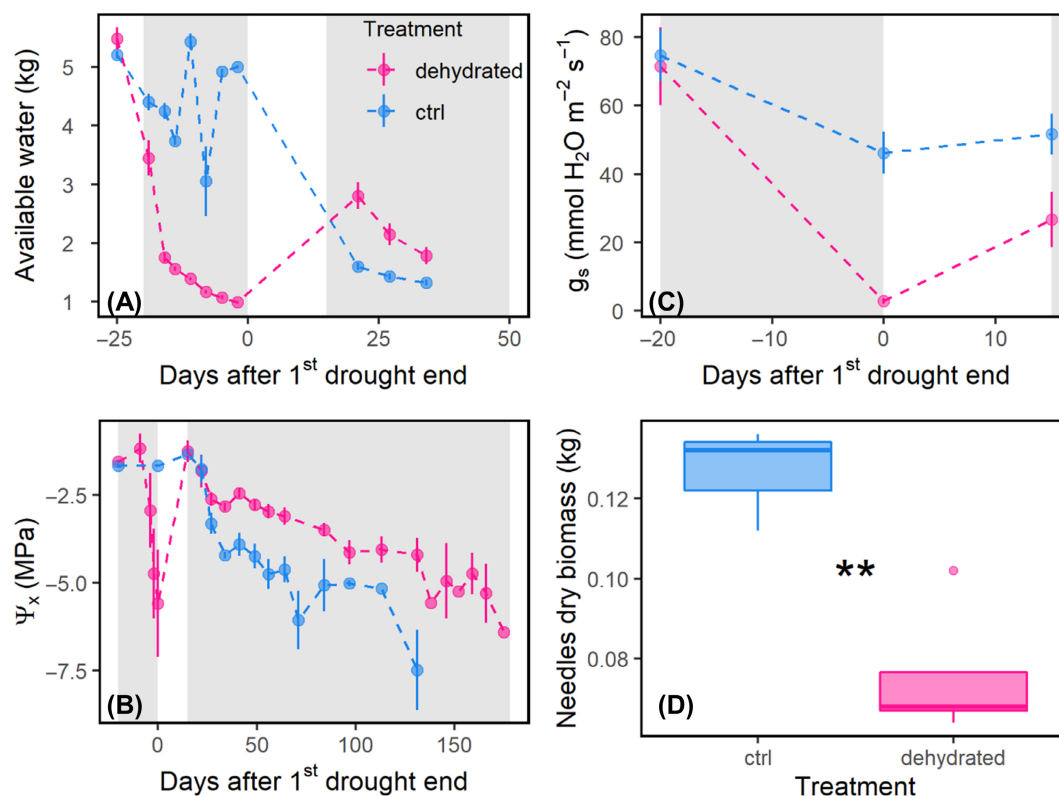 Available water (kg)
5
4
3
2
1
Treatment
dehydrated
ctrl
(A)
−25
0
25
50
Days after 1st drought end
gs (mmol H2O m−2 s−1)
80
60
40
20
0
(C)
−20
−10
0
10
Days after 1st drought end
Ψx (MPa)
−2.5
−5.0
−7.5
(B)
0
50
100
150
Days after 1st drought end
Needles dry biomass (kg)
0.12
0.10
0.08
**
(D)
ctrl
dehydrated
Treatment